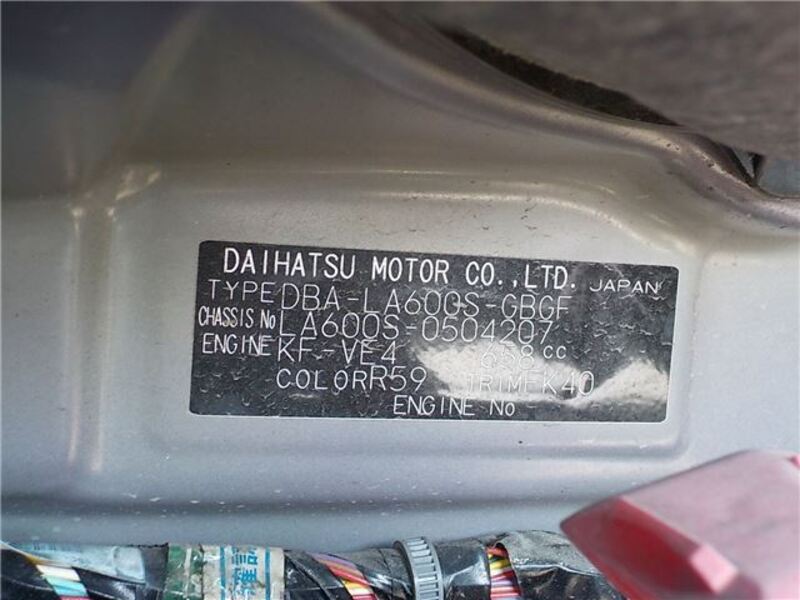 DAIHATSU MOTOR CO.,LTD. JAPAN
TYPE DBA-LA600S-GBGF
CHASSIS No LA600S-0504207
ENGINE KF-VE4 658 cc
COLOR R59 TRIM FK40
ENGINE No